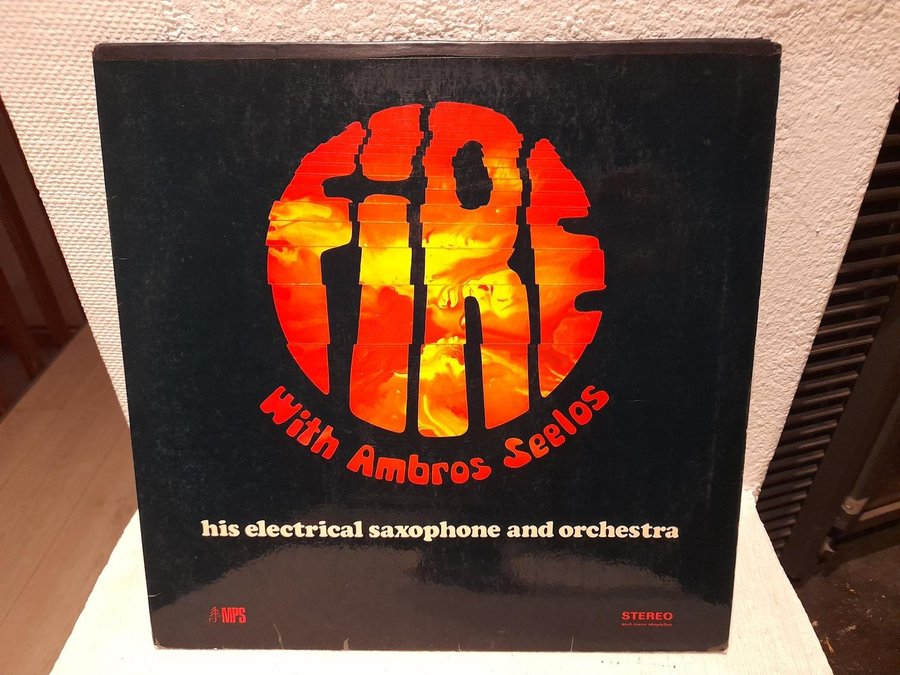 FIRE
With Ambros Seelos
his electrical saxophone and orchestra
MPS
STEREO